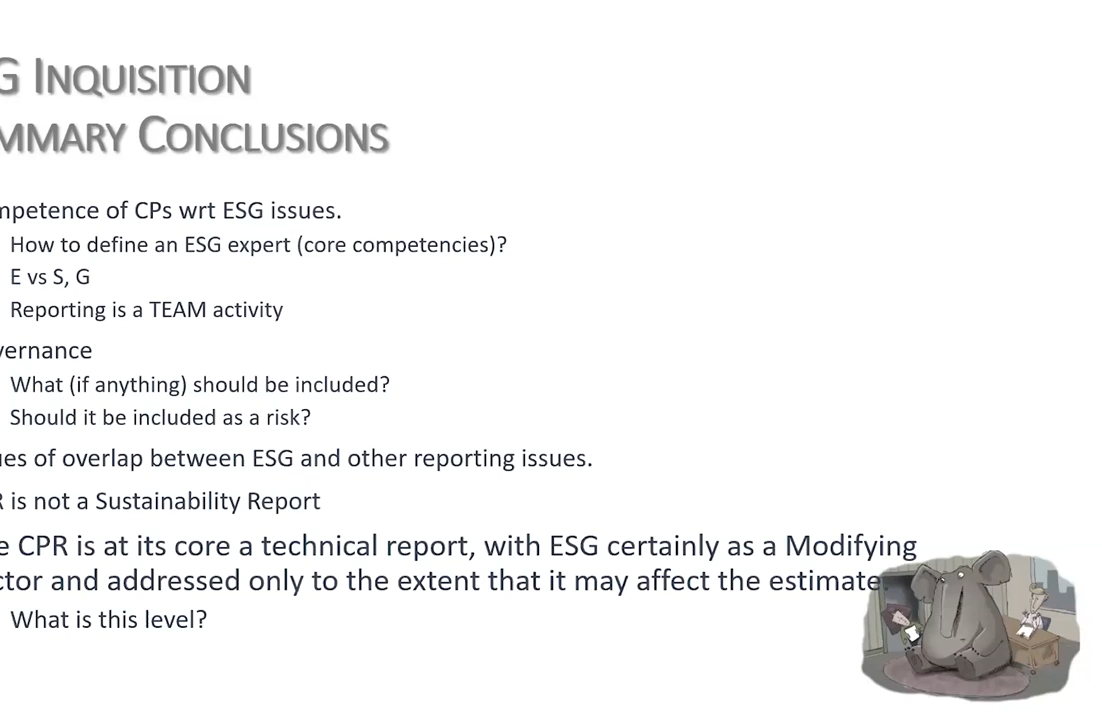 G INQUISITION
MMARY CONCLUSIONS
mpetence of CPs wrt ESG issues.
How to define an ESG expert (core competencies)?
E vs S, G
Reporting is a TEAM activity
vernance
What (if anything) should be included?
Should it be included as a risk?
ues of overlap between ESG and other reporting issues.
R is not a Sustainability Report
e CPR is at its core a technical report, with ESG certainly as a Modifying
ctor and addressed only to the extent that it may affect the estimate.
What is this level?